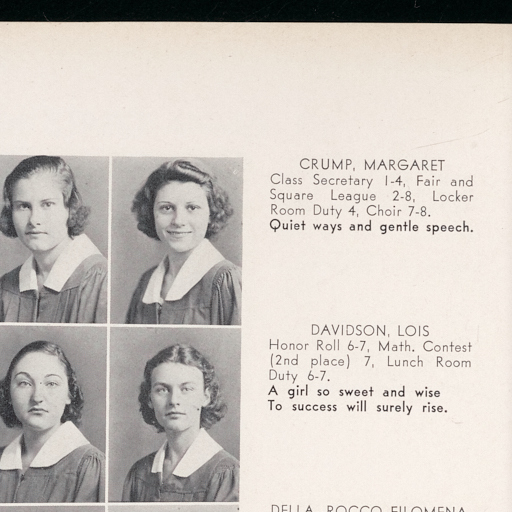 CRUMP, MARGARET
Class Secretary 1-4, Fair and
Square League 2-8, Locker
Room Duty 4, Choir 7-8.
Quiet ways and gentle speech.
DAVIDSON, LOIS
Honor Roll 6-7, Math. Contest
(2nd place) 7, Lunch Room
Duty 6-7.
A girl so sweet and wise
To success will surely rise.
DELLA ROCCO FILOMENA